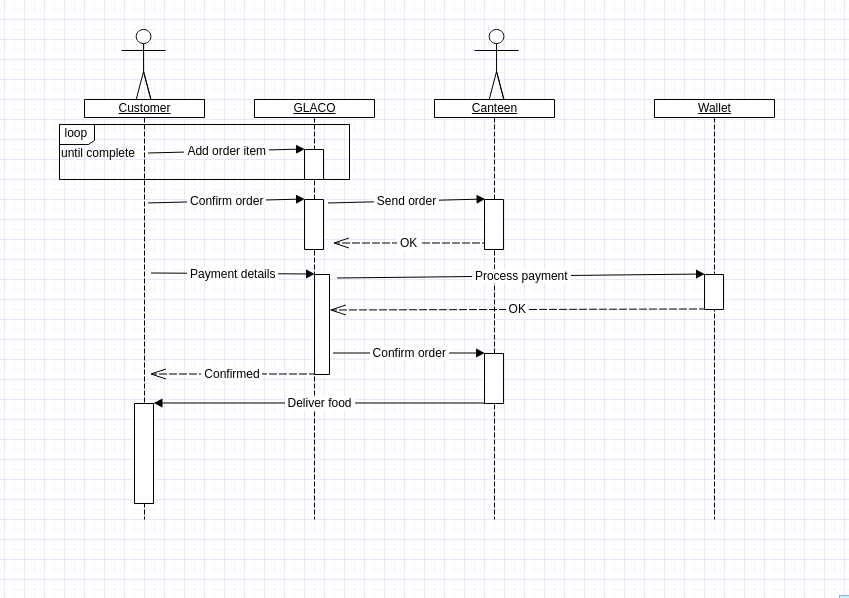 Customer
GLACO
Canteen
Wallet
loop
until complete
Add order item
Confirm order
Send order
OK
Payment details
Process payment
OK
Confirm order
Confirmed
Deliver food